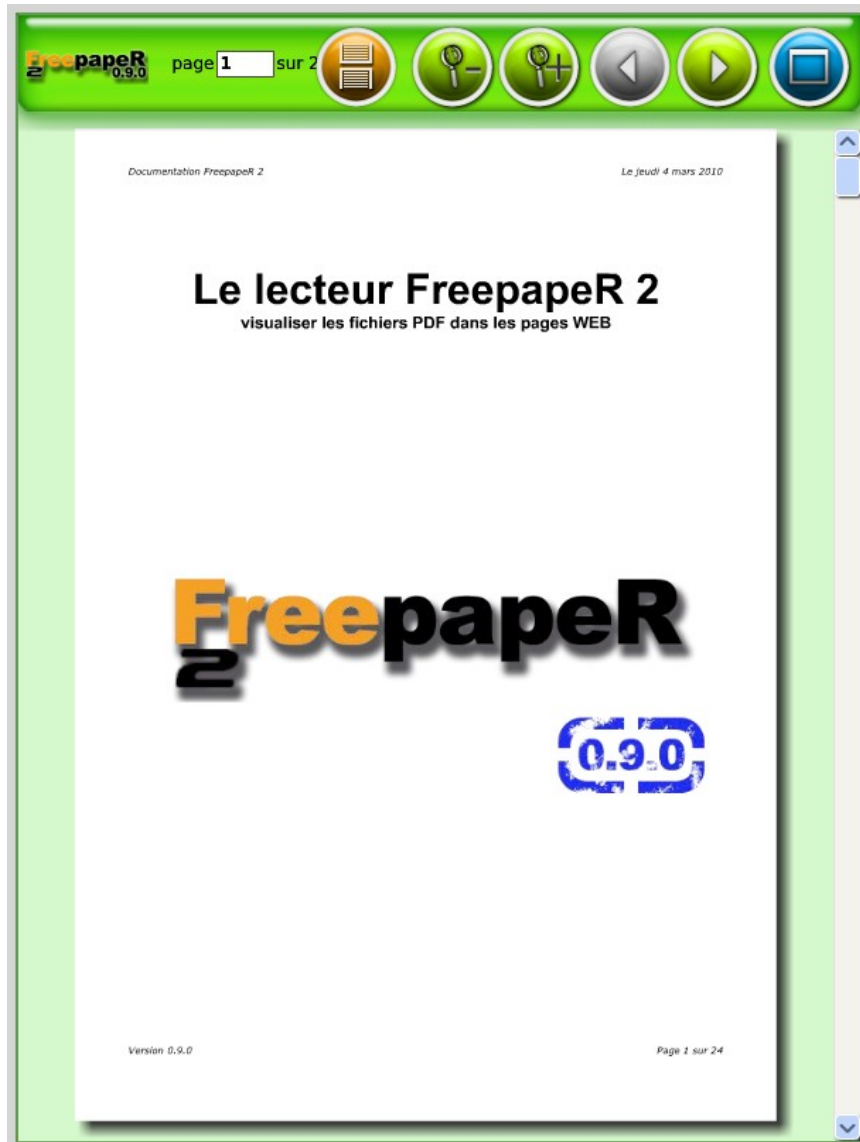 FreepapeR
2 0.9.0
page 1 sur 2
Documentation FreepapeR 2 Le jeudi 4 mars 2010
Le lecteur FreepapeR 2
visualiser les fichiers PDF dans les pages WEB
FreepapeR
2
0.9.0
Version 0.9.0 Page 1 sur 24